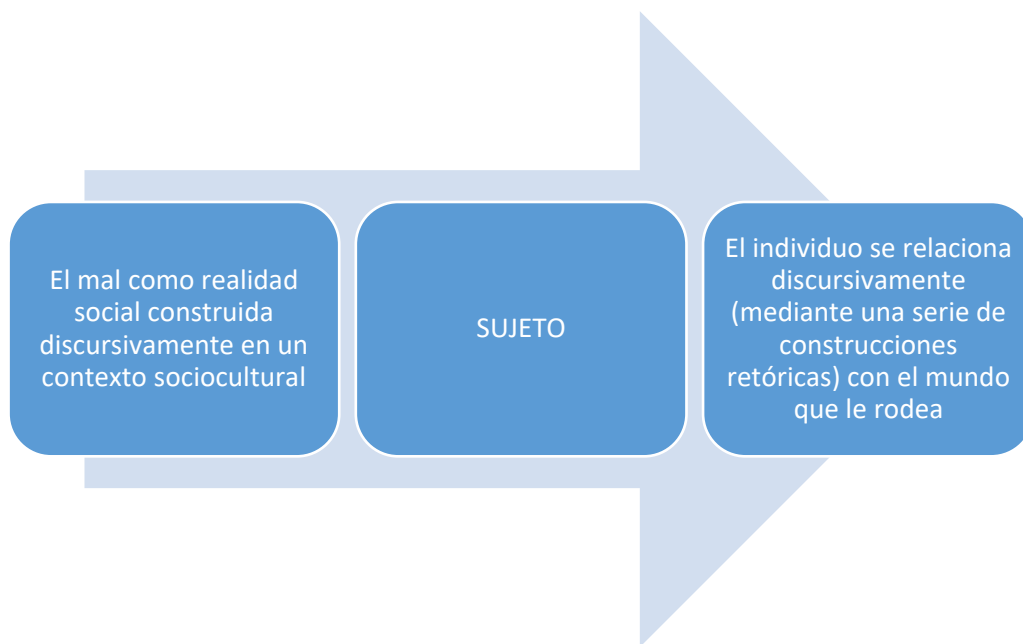 El mal como realidad
social construida
discursivamente en un
contexto sociocultural
SUJETO
El individuo se relaciona
discursivamente
(mediante una serie de
construcciones
retóricas) con el mundo
que le rodea